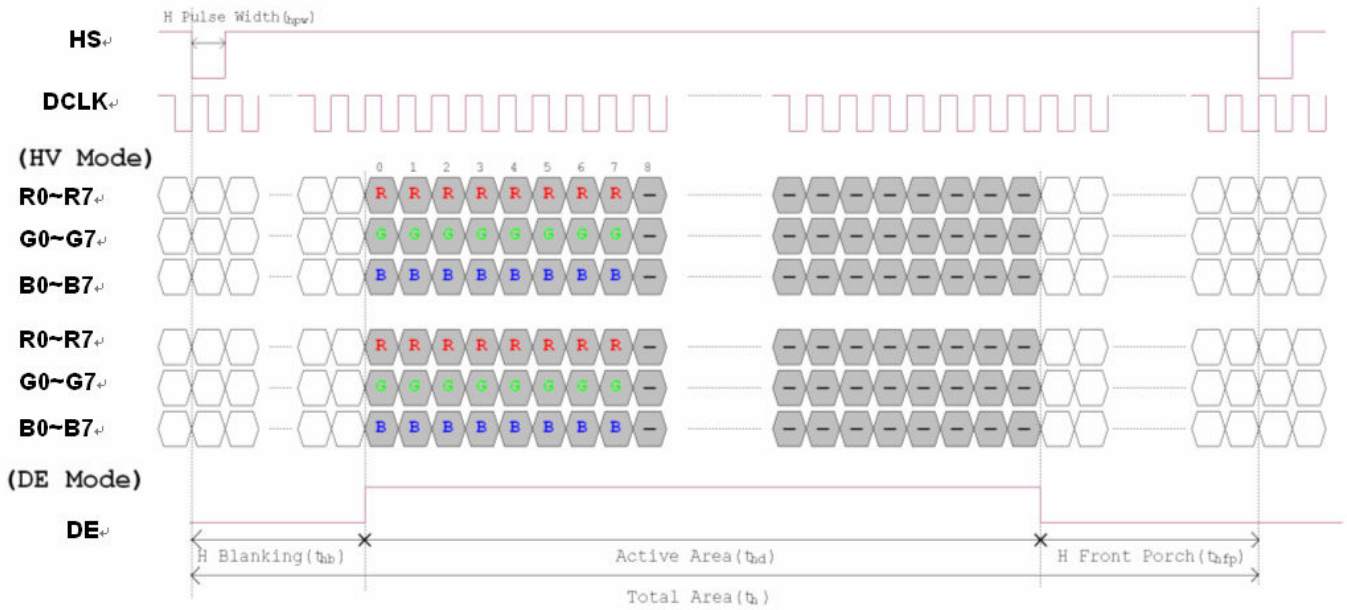 H Pulse Width(thpw)
HS↵
DCLK↵
(HV Mode)
0 1 2 3 4 5 6 7 8
R0~R7↵ R R R R R R R R - - - - - - - - -
G0~G7↵ G G G G G G G G - - - - - - - - -
B0~B7↵ B B B B B B B B - - - - - - - - -
R0~R7↵ R R R R R R R R - - - - - - - - -
G0~G7↵ G G G G G G G G - - - - - - - - -
B0~B7↵ B B B B B B B B - - - - - - - - -
(DE Mode)
DE↵
H Blanking(thb) Active Area(thd) H Front Porch(thfp)
Total Area(th)